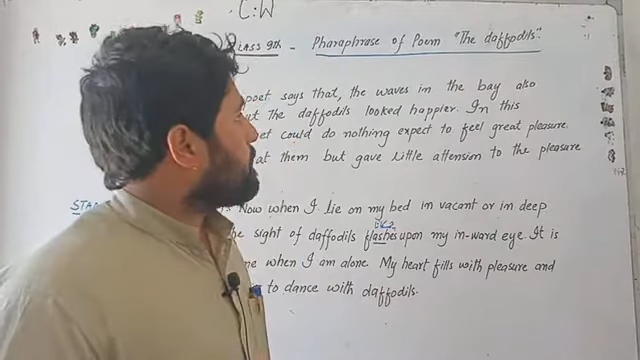 C:W
CLASS 9th - Pharaphrase of Poem "The daffodils".
poet says that, the waves in the bay also
The daffodils looked happier. In this
could do nothing expect to feel great pleasure.
at them but gave little attension to the pleasure
Now when I lie on my bed in vacant or in deep
the sight of daffodils flashes upon my in-ward eye. It is
when I am alone. My heart fills with pleasure and
to dance with daffodils.